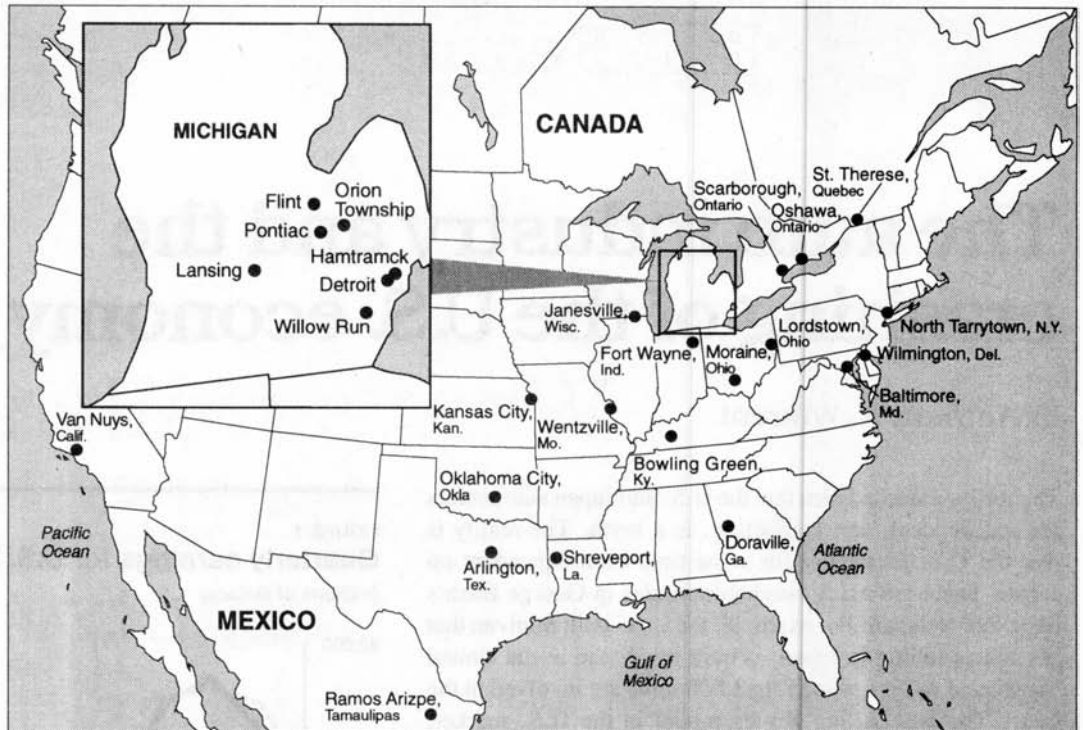 MICHIGAN
Flint
Orion
Township
Pontiac
Hamtramck
Lansing
Detroit
Willow Run
CANADA
St. Therese,
Quebec
Scarborough,
Ontario
Oshawa,
Ontario
Janesville,
Wisc.
Lordstown,
Ohio
North Tarrytown, N.Y.
Fort Wayne,
Ind.
Moraine,
Ohio
Wilmington, Del.
Baltimore,
Md.
Van Nuys,
Calif.
Kansas City,
Kan.
Wentzville,
Mo.
Bowling Green,
Ky.
Oklahoma City,
Okla
Pacific
Ocean
Arlington,
Tex.
Shreveport,
La.
Doraville,
Ga.
Atlantic
Ocean
MEXICO
Gulf of
Mexico
Ramos Arizpe,
Tamaulipas